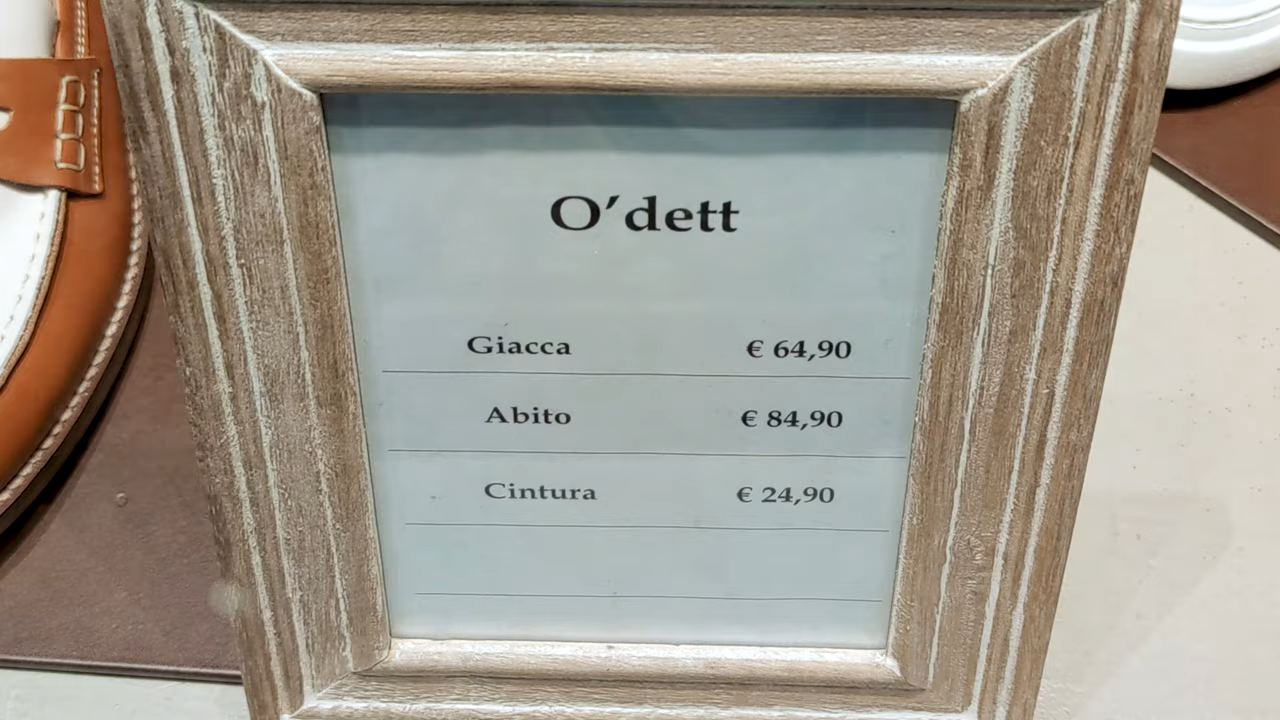 O'dett
Giacca € 64,90
Abito € 84,90
Cintura € 24,90